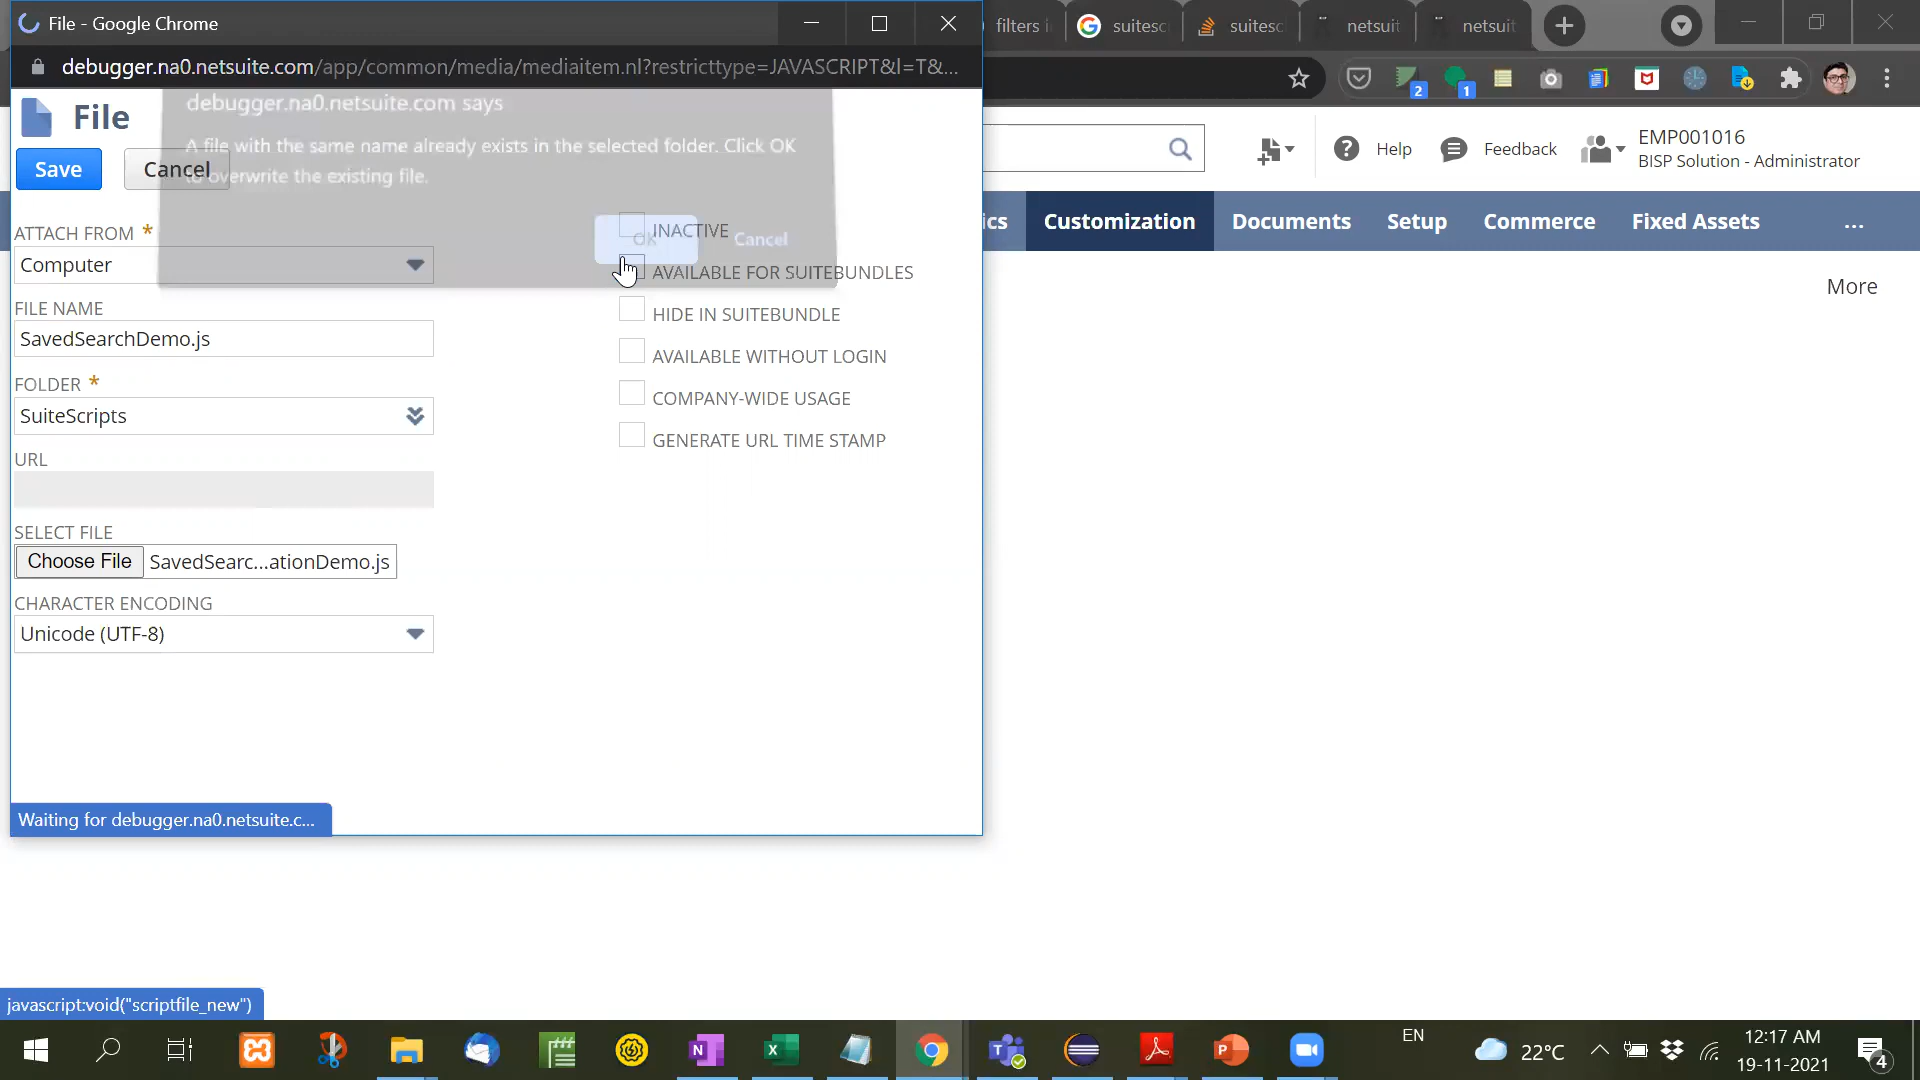 File - Google Chrome
filters i
suitesc
suitesc
netsuit
netsuit
debugger.na0.netsuite.com/app/common/media/mediaitem.nl?restricttype=JAVASCRIPT&l=T&...
2
1
File
debugger.na0.netsuite.com says
A file with the same name already exists in the selected folder. Click OK
to overwrite the existing file.
OK
Cancel
Save
Cancel
Help
Feedback
EMP001016
BISP Solution - Administrator
cs
Customization
Documents
Setup
Commerce
Fixed Assets
...
More
ATTACH FROM *
Computer
FILE NAME
SavedSearchDemo.js
FOLDER *
SuiteScripts
URL
SELECT FILE
Choose File
SavedSearc...ationDemo.js
CHARACTER ENCODING
Unicode (UTF-8)
INACTIVE
AVAILABLE FOR SUITEBUNDLES
HIDE IN SUITEBUNDLE
AVAILABLE WITHOUT LOGIN
COMPANY-WIDE USAGE
GENERATE URL TIME STAMP
Waiting for debugger.na0.netsuite.c...
javascript:void("scriptfile_new")
EN
22°C
12:17 AM
19-11-2021
4